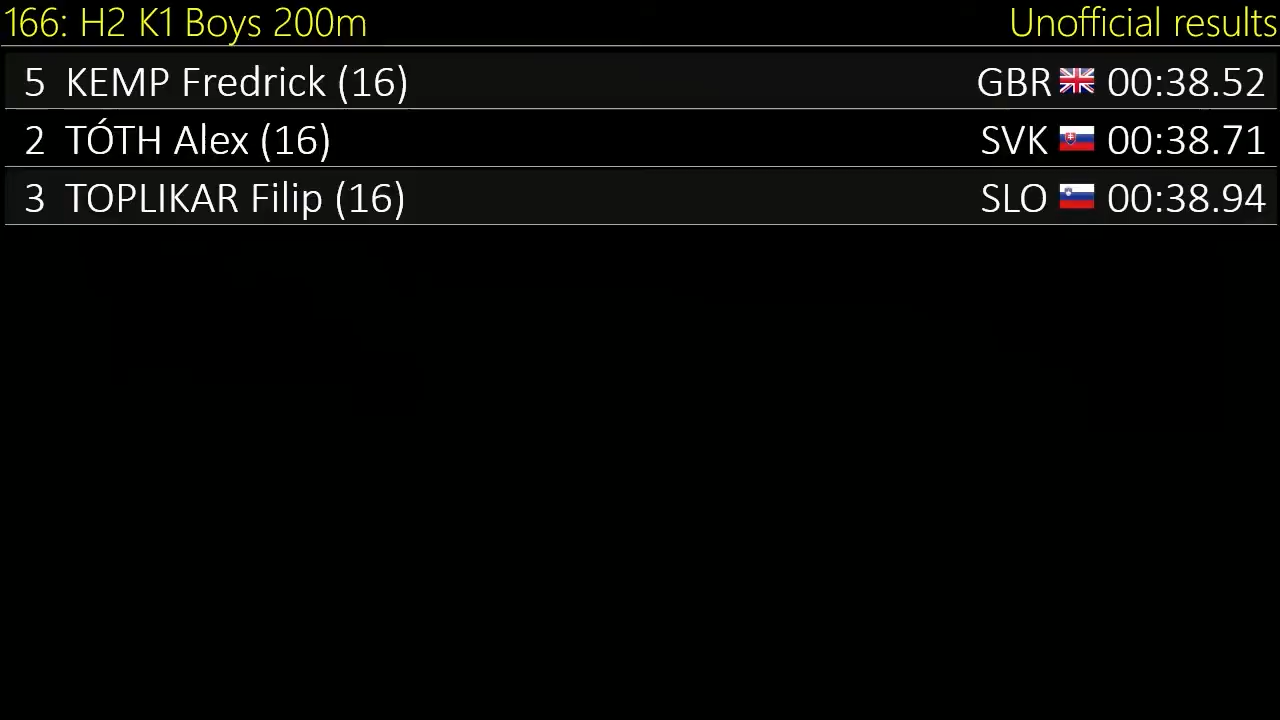 166: H2 K1 Boys 200m Unofficial results
5 KEMP Fredrick (16) GBR 00:38.52
2 TÓTH Alex (16) SVK 00:38.71
3 TOPLIKAR Filip (16) SLO 00:38.94